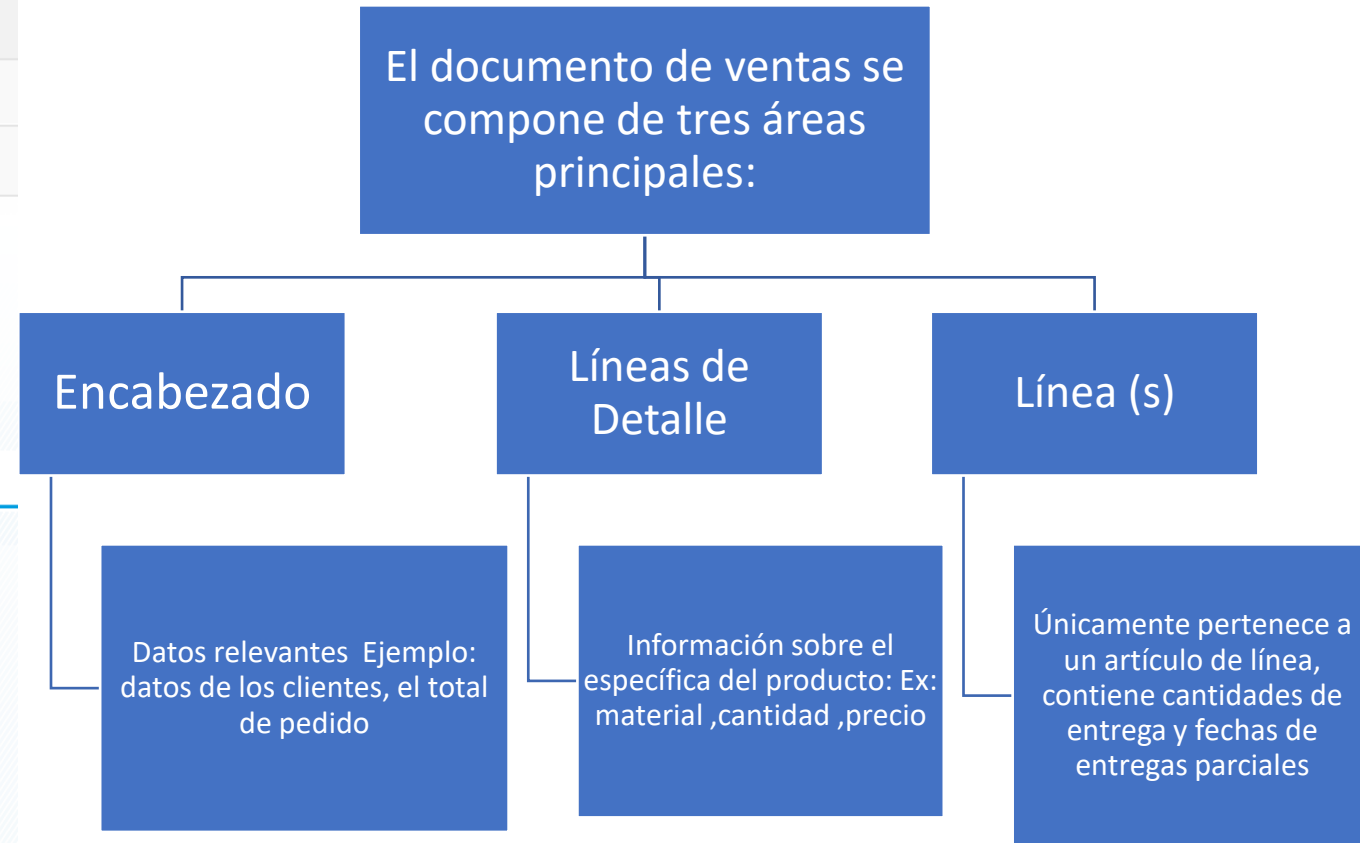 El documento de ventas se
compone de tres áreas
principales:
Encabezado
Datos relevantes Ejemplo:
datos de los clientes, el total
de pedido
Líneas de
Detalle
Información sobre el
específica del producto: Ex:
material ,cantidad ,precio
Línea (s)
Únicamente pertenece a
un artículo de línea,
contiene cantidades de
entrega y fechas de
entregas parciales